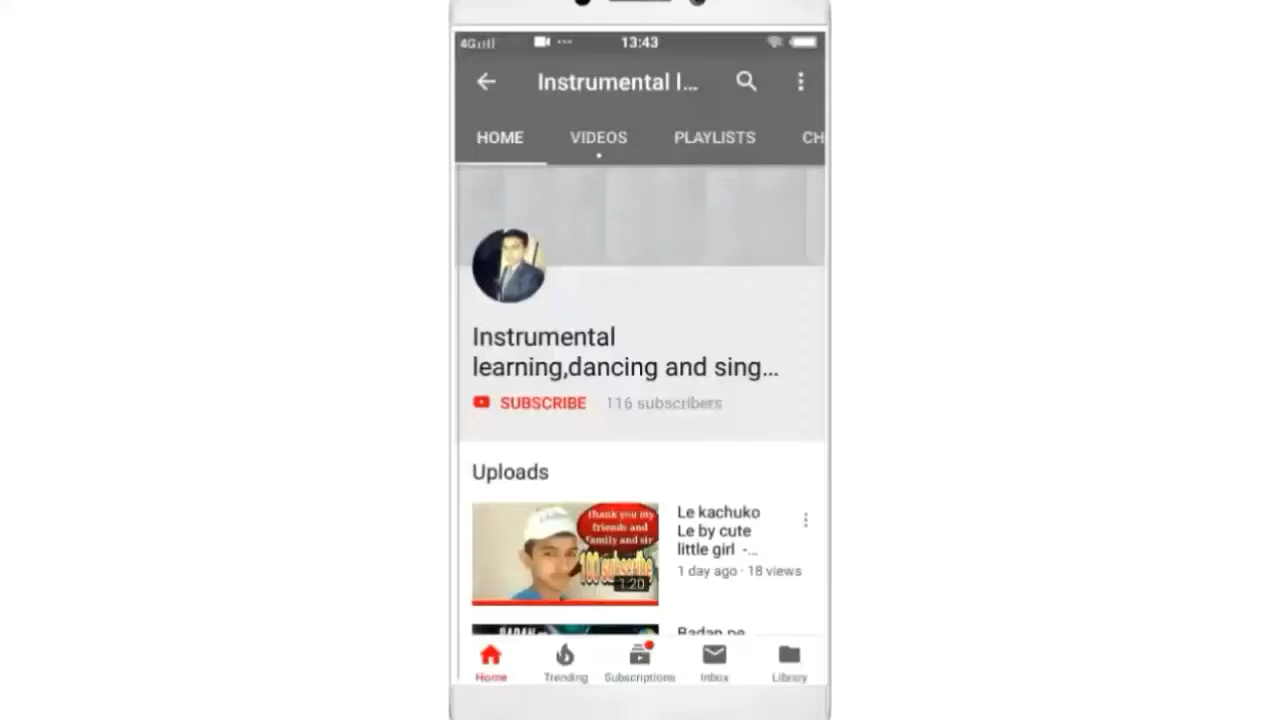 4G
13:43
Instrumental l...
HOME VIDEOS PLAYLISTS CH
Instrumental
learning,dancing and sing...
SUBSCRIBE 116 subscribers
Uploads
thank you my
friends and
family and sir
100 subscribe
1:20
Le kachuko
Le by cute
little girl -...
1 day ago · 18 views
BADAN
Badan pe
Home Trending Subscriptions Inbox Library